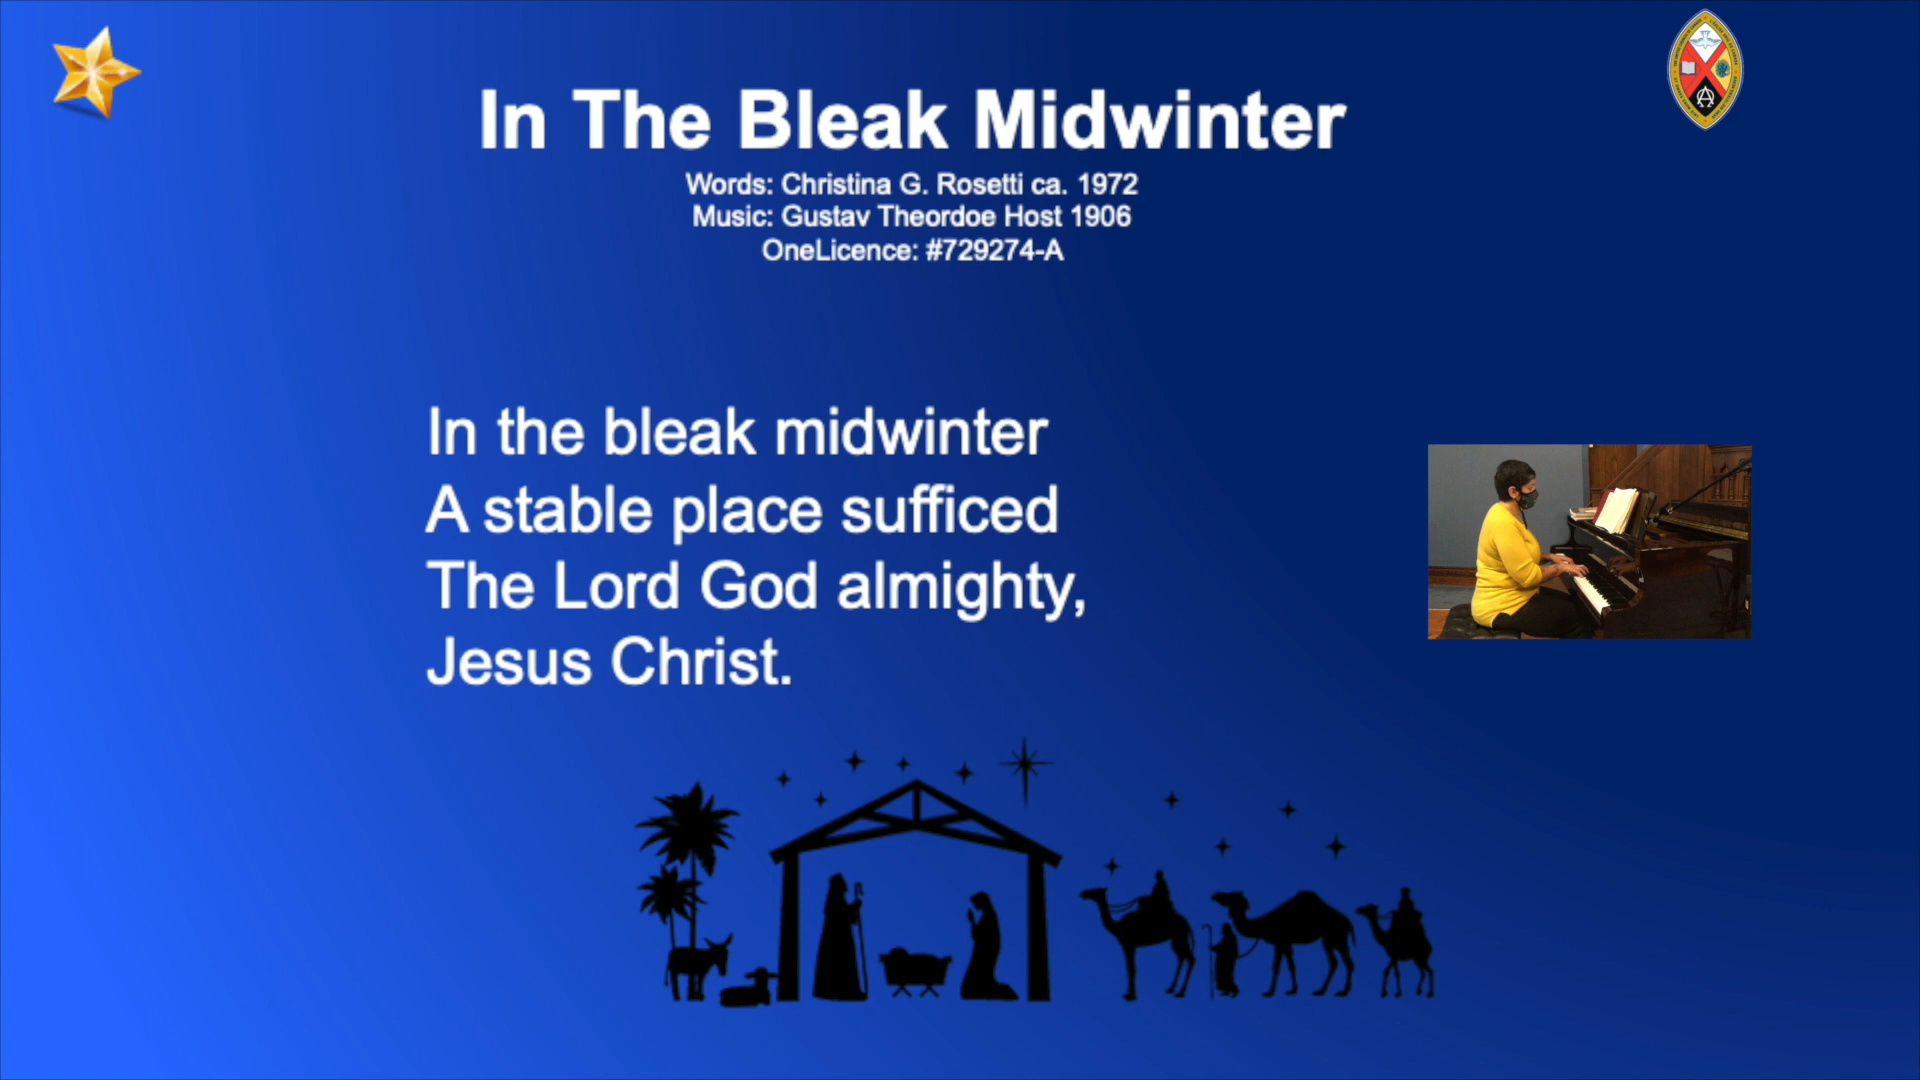 In The Bleak Midwinter
Words: Christina G. Rosetti ca. 1972
Music: Gustav Theordoe Host 1906
OneLicence: #729274-A
In the bleak midwinter
A stable place sufficed
The Lord God almighty,
Jesus Christ.